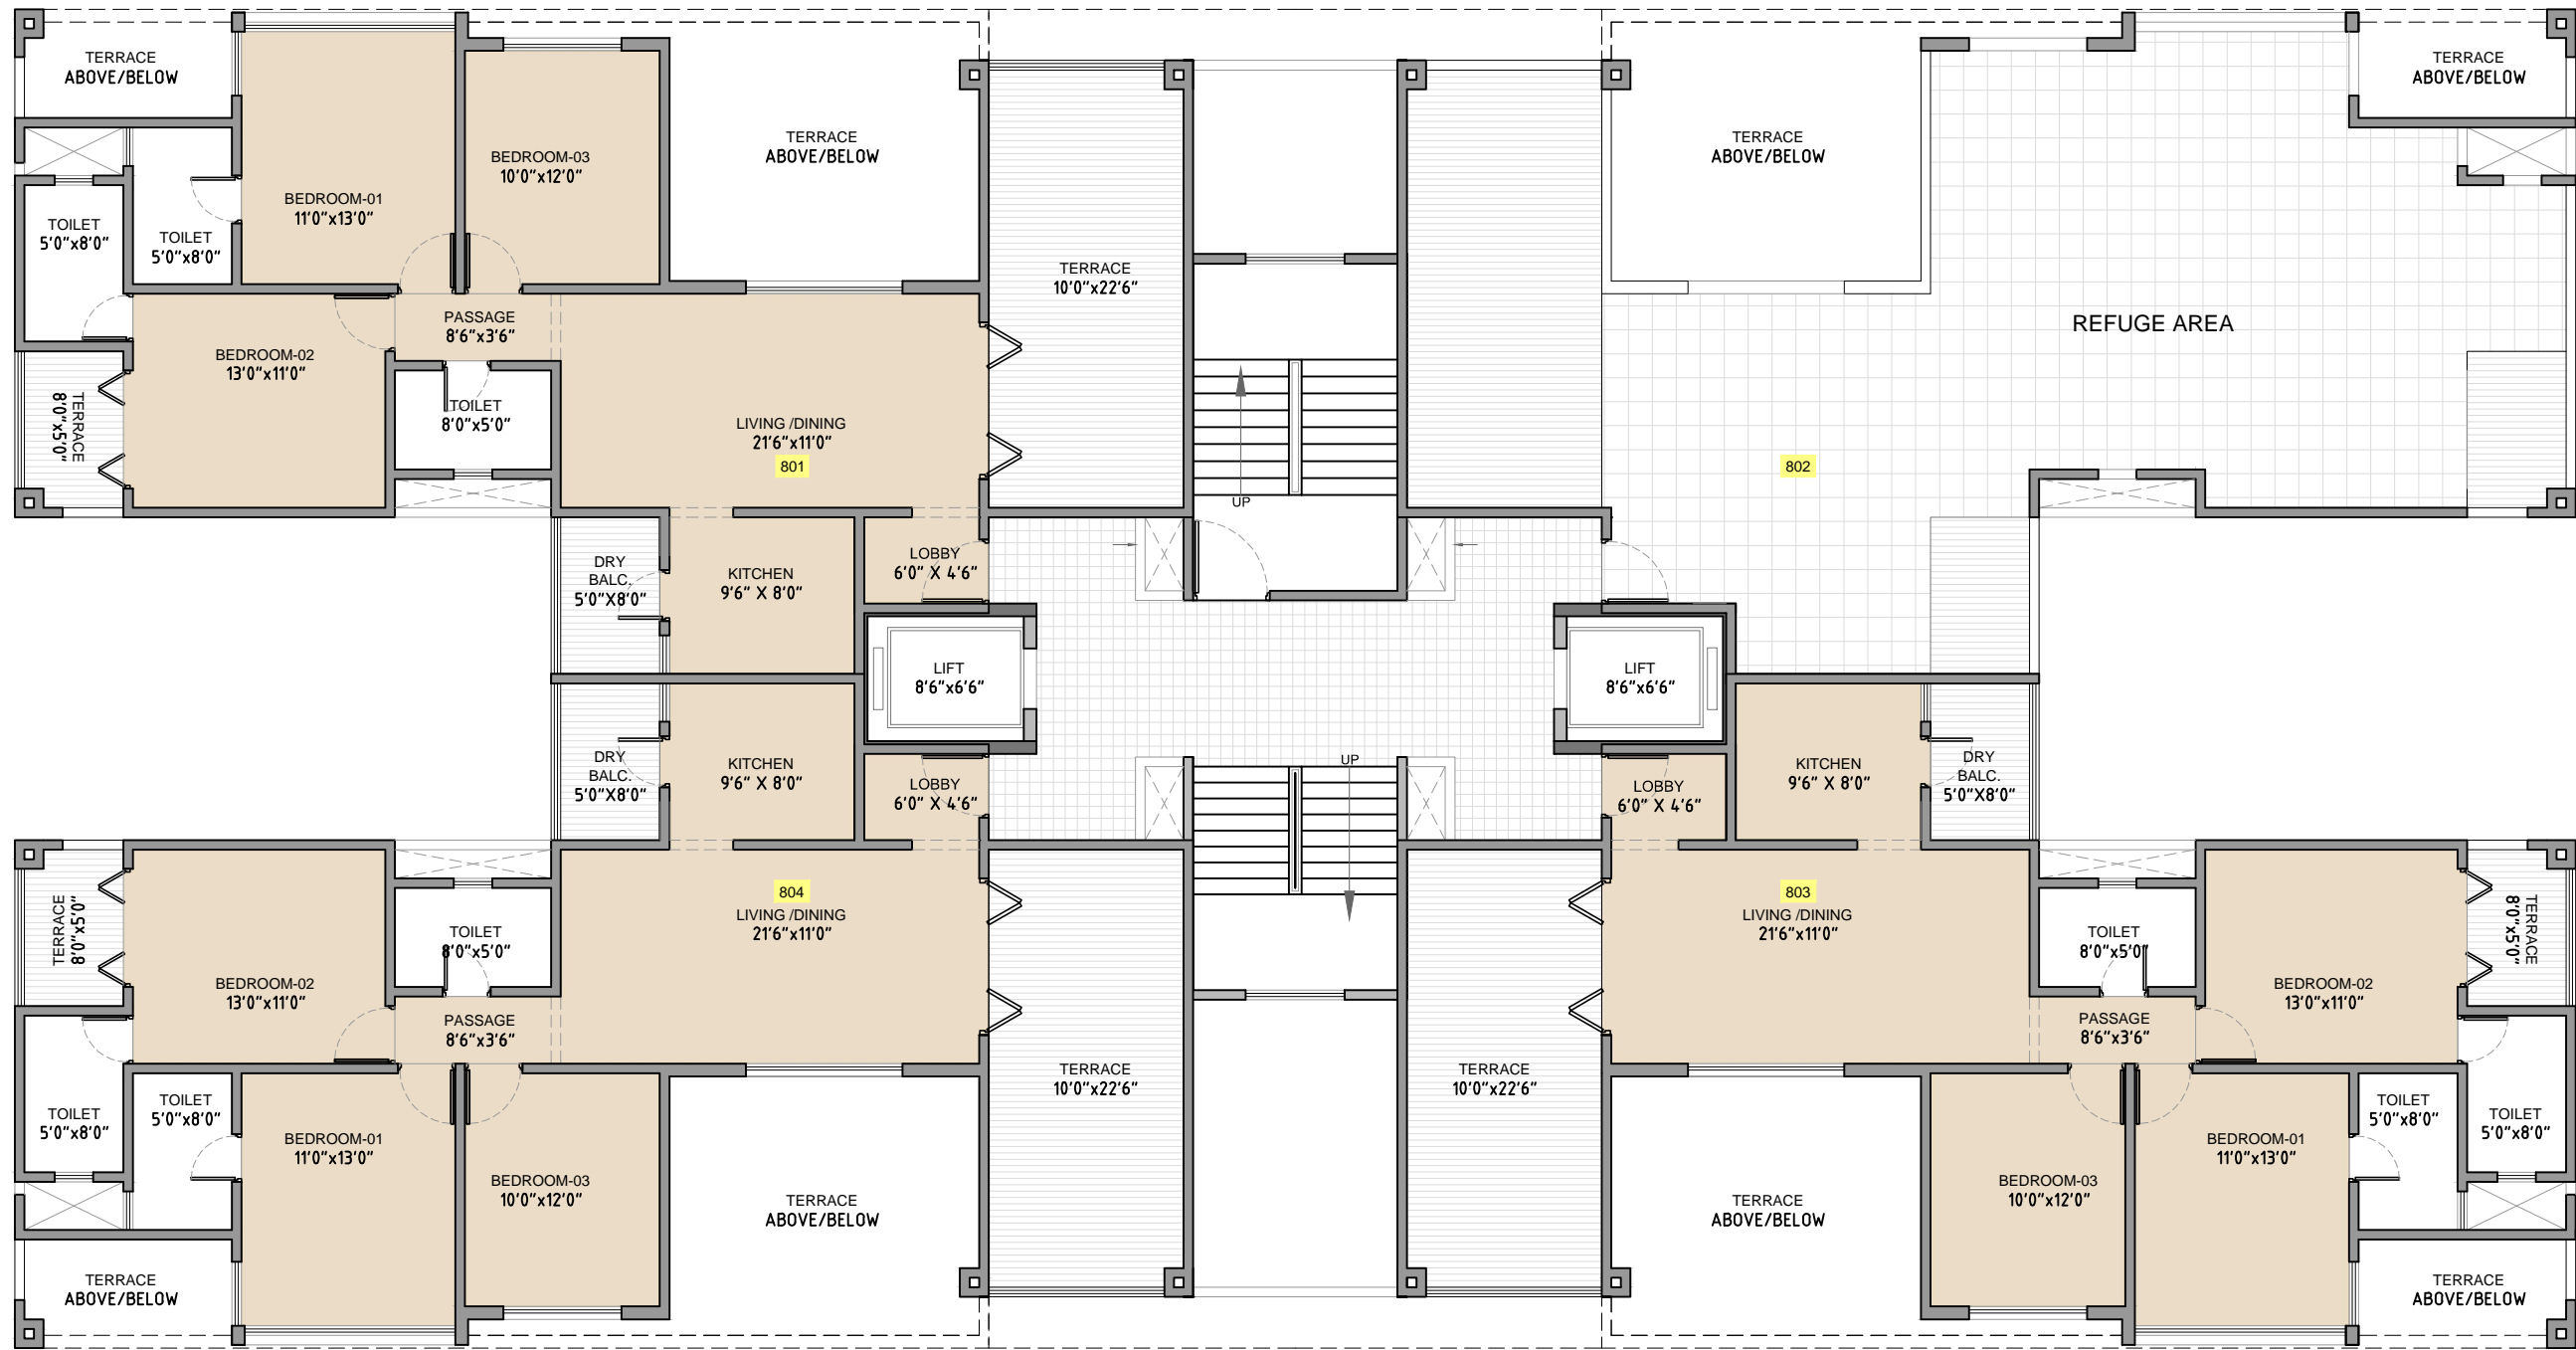 TERRACE
ABOVE/BELOW
TERRACE
ABOVE/BELOW
TERRACE
ABOVE/BELOW
TERRACE
ABOVE/BELOW
BEDROOM-03
10'0"x12'0"
BEDROOM-01
11'0"x13'0"
TOILET
5'0"x8'0"
TOILET
5'0"x8'0"
TERRACE
10'0"x22'6"
PASSAGE
8'6"x3'6"
REFUGE AREA
BEDROOM-02
13'0"x11'0"
TERRACE
8'0"x5'0"
TOILET
8'0"x5'0"
LIVING /DINING
21'6"x11'0"
801
802
UP
DRY
BALC.
5'0"X8'0"
KITCHEN
9'6" X 8'0"
LOBBY
6'0" X 4'6"
LIFT
8'6"x6'6"
LIFT
8'6"x6'6"
DRY
BALC.
5'0"X8'0"
KITCHEN
9'6" X 8'0"
LOBBY
6'0" X 4'6"
UP
LOBBY
6'0" X 4'6"
KITCHEN
9'6" X 8'0"
DRY
BALC.
5'0"X8'0"
804
LIVING /DINING
21'6"x11'0"
803
LIVING /DINING
21'6"x11'0"
TERRACE
8'0"x5'0"
TOILET
8'0"x5'0"
TOILET
8'0"x5'0"
TERRACE
8'0"x5'0"
BEDROOM-02
13'0"x11'0"
BEDROOM-02
13'0"x11'0"
PASSAGE
8'6"x3'6"
PASSAGE
8'6"x3'6"
TERRACE
10'0"x22'6"
TERRACE
10'0"x22'6"
TOILET
5'0"x8'0"
TOILET
5'0"x8'0"
BEDROOM-01
11'0"x13'0"
BEDROOM-03
10'0"x12'0"
TERRACE
ABOVE/BELOW
TERRACE
ABOVE/BELOW
BEDROOM-03
10'0"x12'0"
BEDROOM-01
11'0"x13'0"
TOILET
5'0"x8'0"
TOILET
5'0"x8'0"
TERRACE
ABOVE/BELOW
TERRACE
ABOVE/BELOW